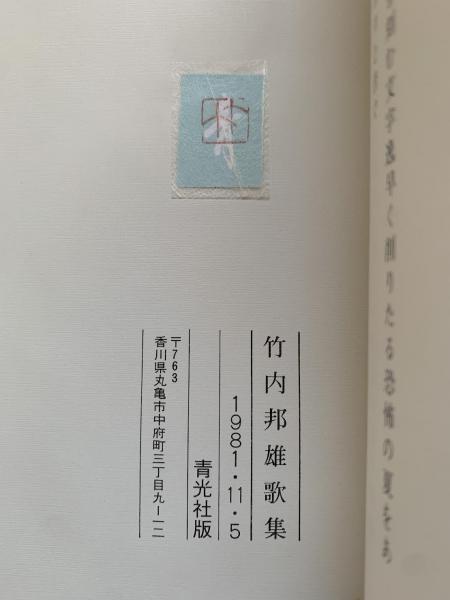 竹内邦雄歌集
1981・11・5
青光社版
〒763
香川県丸亀市中府町三丁目九ー一二